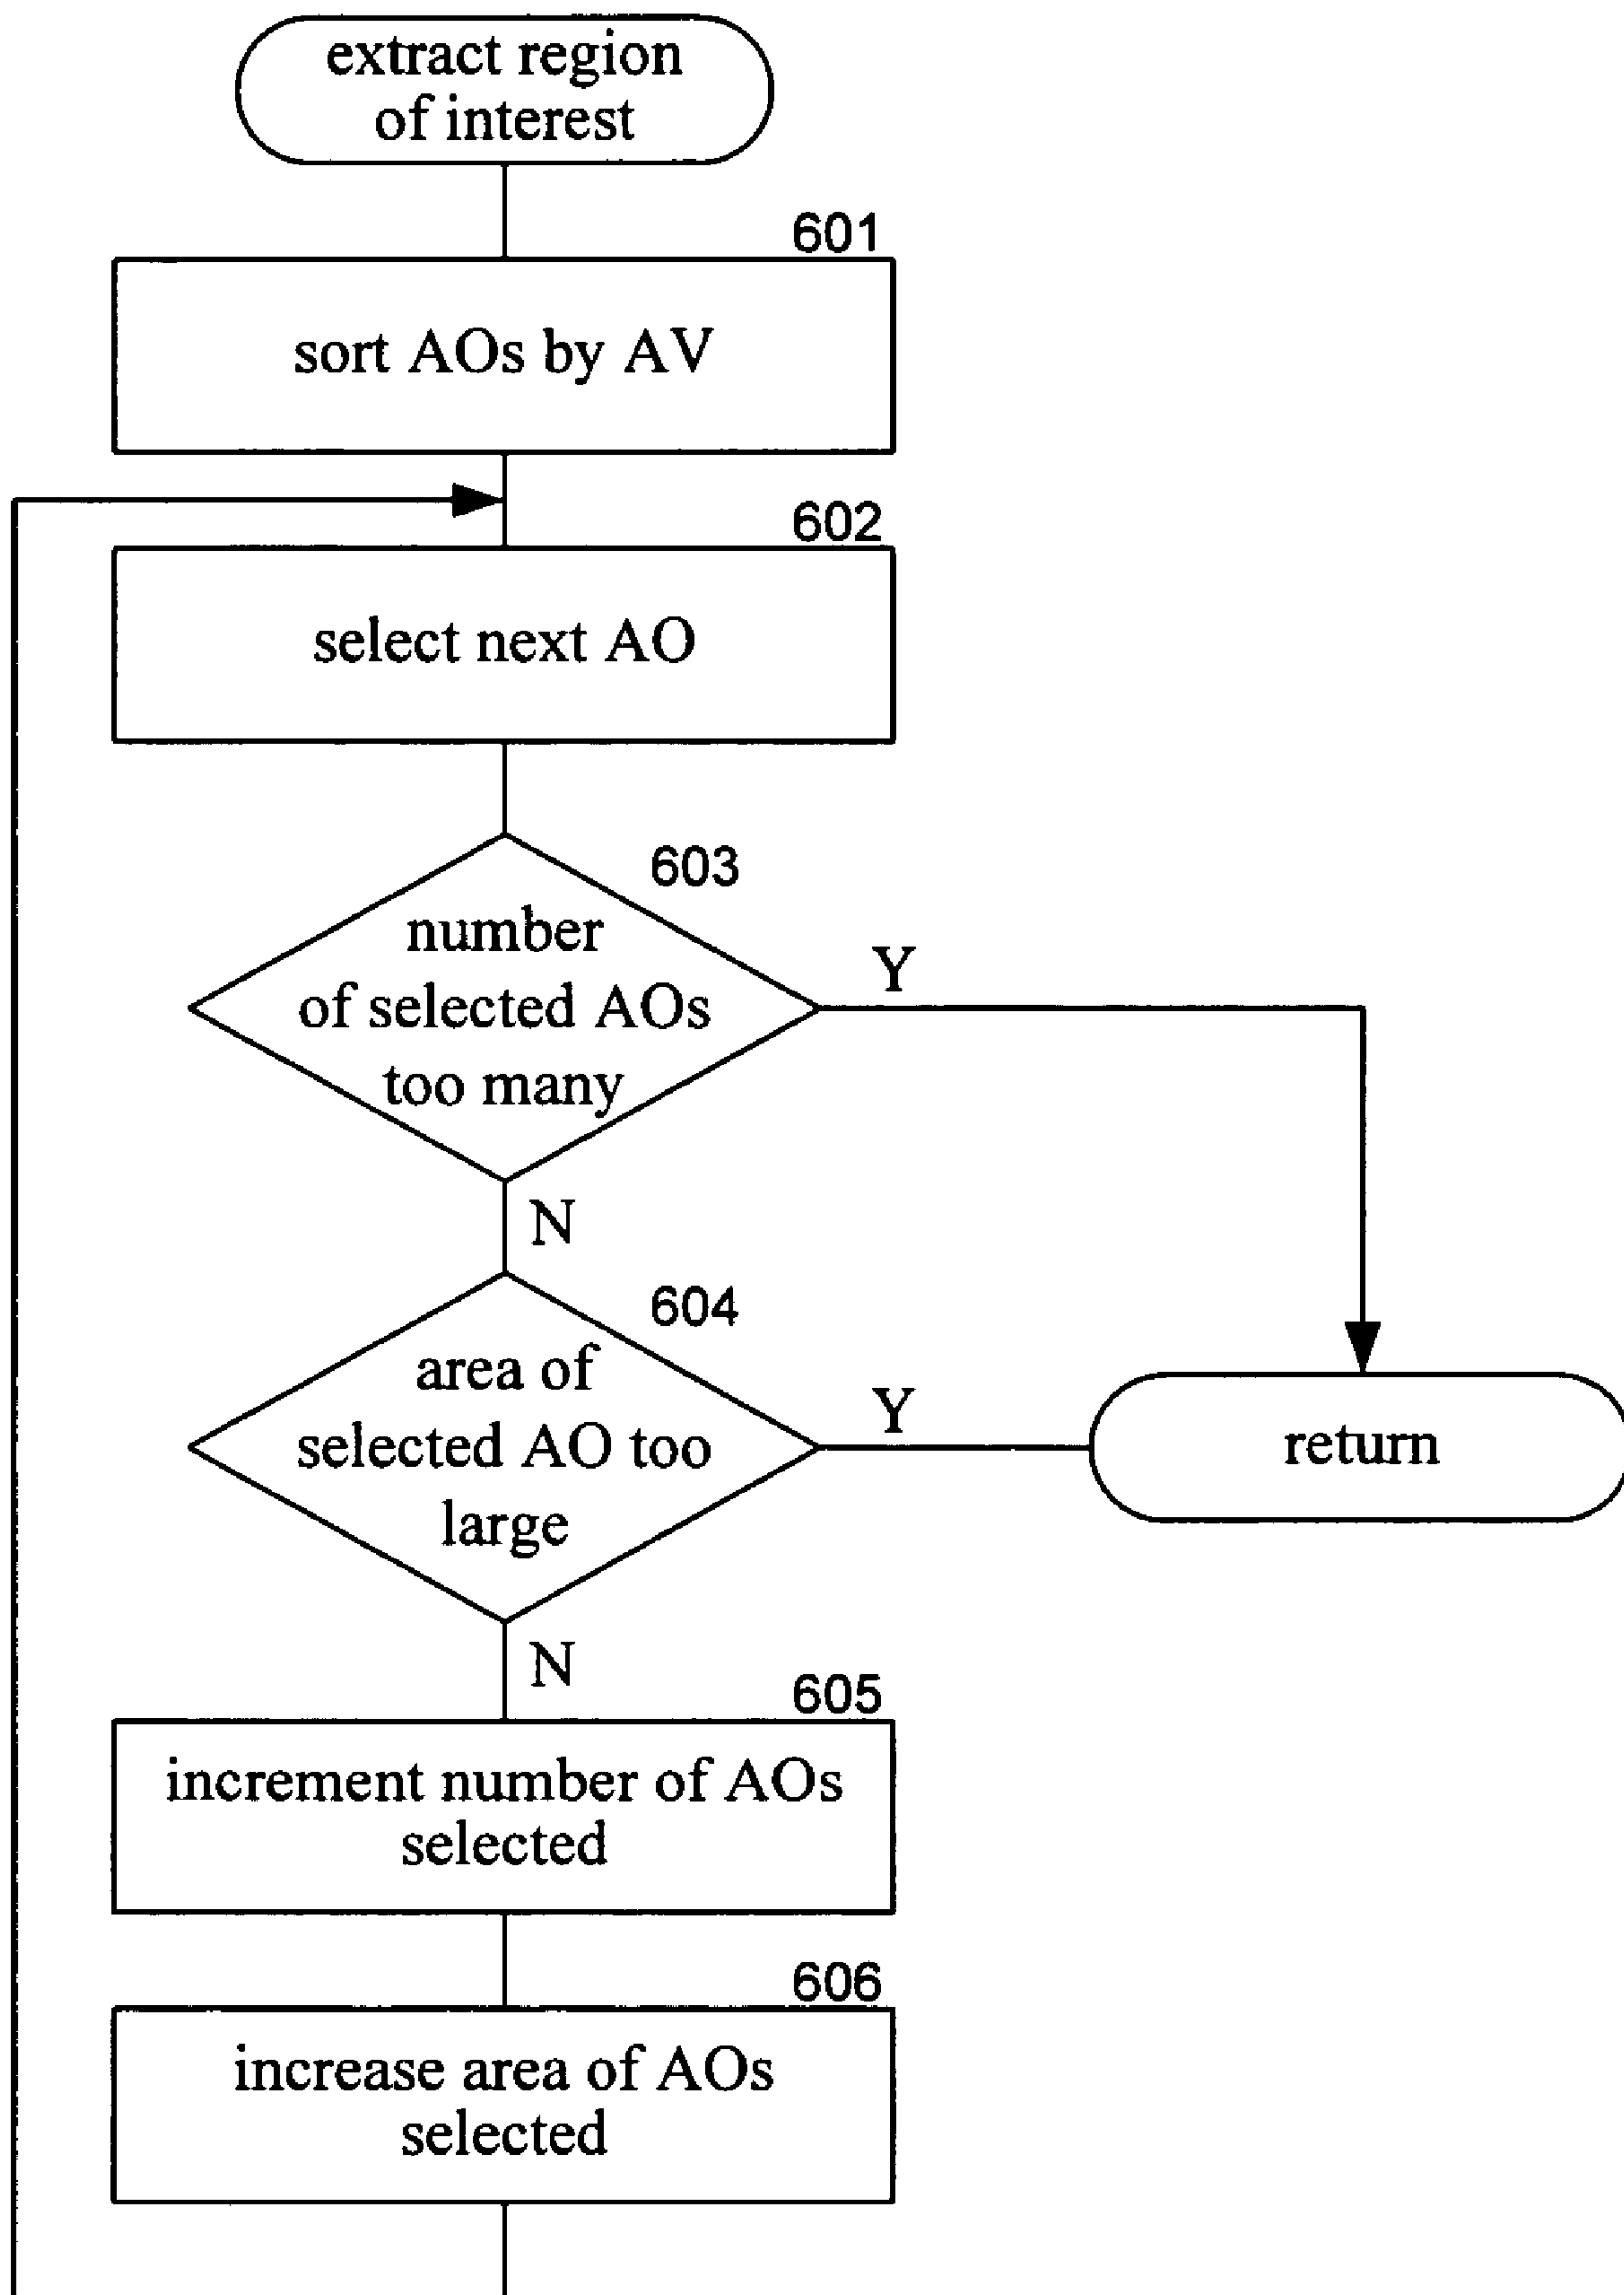 extract region
of interest
601
sort AOs by AV
602
select next AO
603
number
of selected AOs
too many
Y
N
604
area of
selected AO too
large
Y
return
N
605
increment number of AOs
selected
606
increase area of AOs
selected